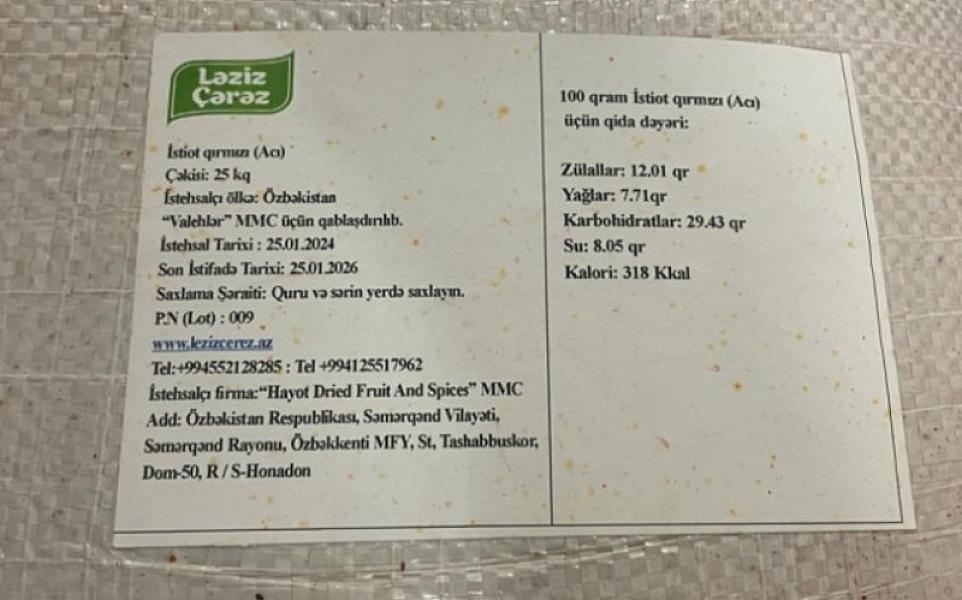 Ləziz
Çərəz
İstiot qırmızı (Acı)
Çəkisi: 25 kq
İstehsalçı ölkə: Özbəkistan
“Valehlər” MMC üçün qablaşdırılıb.
İstehsal Tarixi : 25.01.2024
Son İstifadə Tarixi: 25.01.2026
Saxlama Şəraiti: Quru və sərin yerdə saxlayın.
P.N (Lot) : 009
www.lezizcerez.az
Tel:+994552128285 : Tel +994125517962
İstehsalçı firma:“Hayot Dried Fruit And Spices” MMC
Add: Özbəkistan Respublikası, Səmərqənd Vilayəti,
Səmərqənd Rayonu, Özbəkkenti MFY, St, Tashabbuskor,
Dom-50, R / S-Honadon
100 qram İstiot qırmızı (Acı)
üçün qida dəyəri:
Zülallar: 12.01 qr
Yağlar: 7.71qr
Karbohidratlar: 29.43 qr
Su: 8.05 qr
Kalori: 318 Kkal